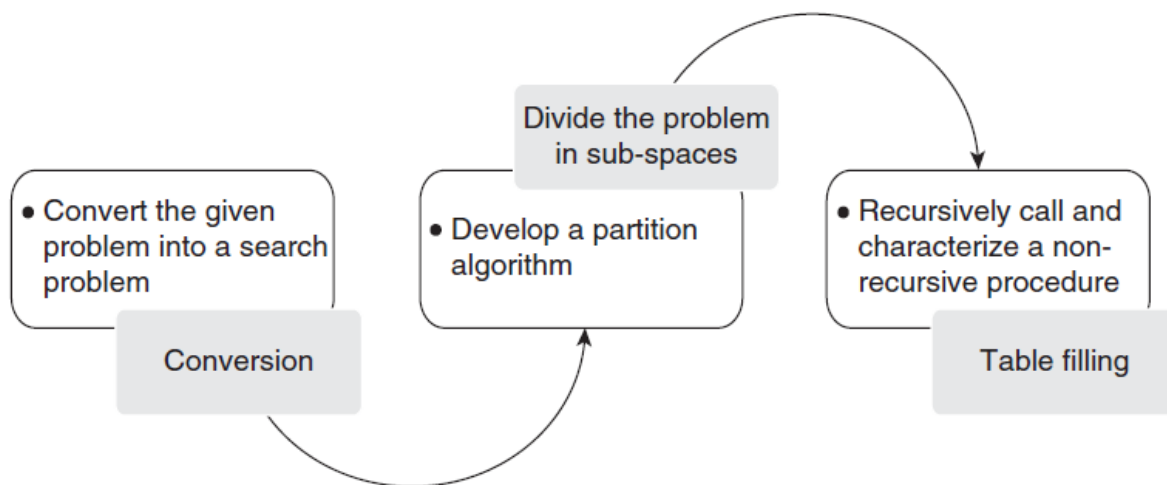 • Convert the given
problem into a search
problem
Conversion
Divide the problem
in sub-spaces
• Develop a partition
algorithm
• Recursively call and
characterize a non-
recursive procedure
Table filling